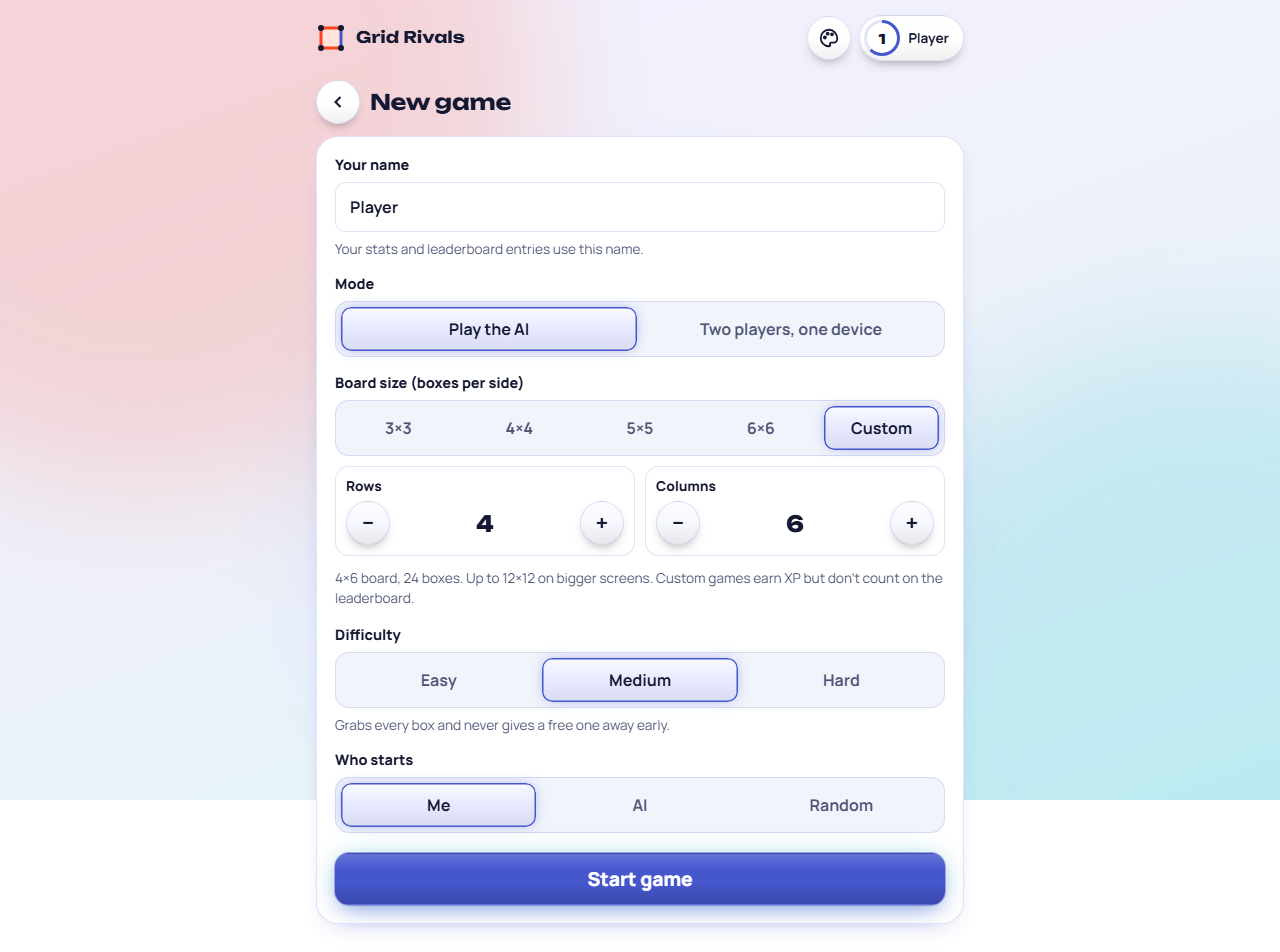 Grid Rivals
1 Player
New game
Your name
Player
Your stats and leaderboard entries use this name.
Mode
Play the AI Two players, one device
Board size (boxes per side)
3×3 4×4 5×5 6×6 Custom
Rows Columns
− 4 + − 6 +
4×6 board, 24 boxes. Up to 12×12 on bigger screens. Custom games earn XP but don't count on the
leaderboard.
Difficulty
Easy Medium Hard
Grabs every box and never gives a free one away early.
Who starts
Me AI Random
Start game